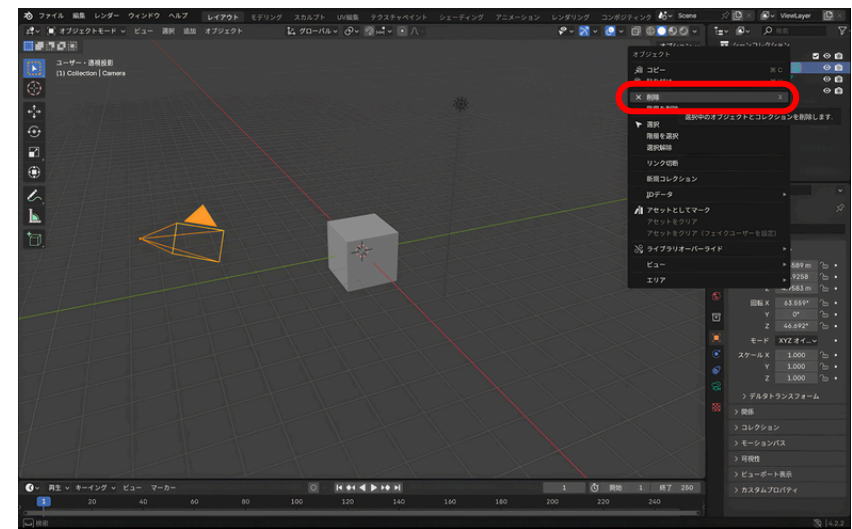 ファイル 編集 レンダー ウィンドウ ヘルプ レイアウト モデリング スカルプト UV編集 テクスチャペイント シェーディング アニメーション レンダリング コンポジティング Scene ViewLayer
オブジェクトモード ビュー 選択 追加 オブジェクト グローバル
ユーザー・透視投影
(1) Collection | Camera
オブジェクト
コピー ⌘ C
削除 X
選択中のオブジェクトとコレクションを削除します.
選択
階層を選択
選択解除
リンク切断
新規コレクション
IDデータ
アセットとしてマーク
アセットをクリア
アセットをクリア (フェイクユーザーを設定)
ライブラリオーバーライド
ビュー
エリア
回転 X 63.559°
Y 0°
Z 46.692°
モード XYZ オイ...
スケール X 1.000
Y 1.000
Z 1.000
デルタトランスフォーム
関係
コレクション
モーションパス
可視性
ビューポート表示
カスタムプロパティ
再生 キーイング ビュー マーカー 1 開始 1 終了 250
1 20 40 60 80 100 120 140 160 180 200 220 240
検索 4.2.2